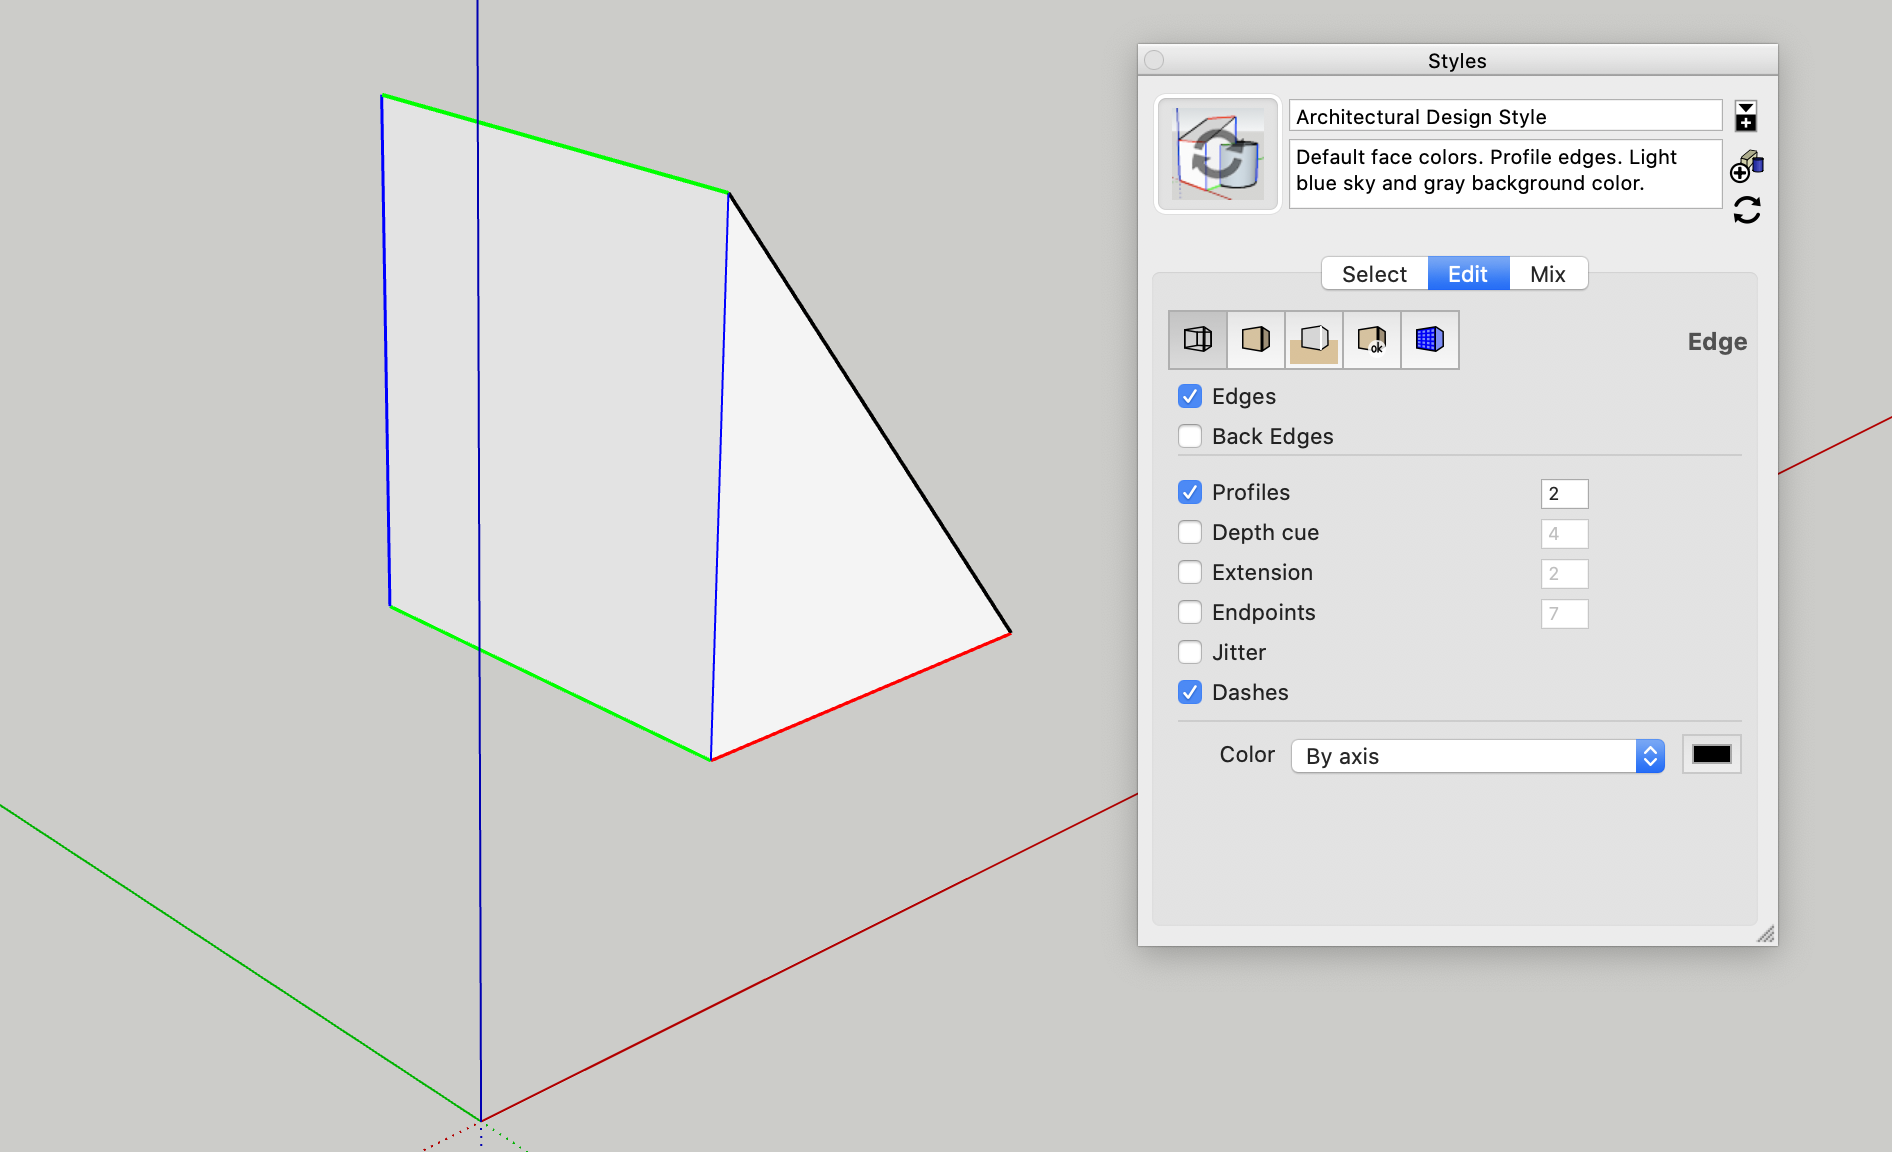 Styles
Architectural Design Style
Default face colors. Profile edges. Light
blue sky and gray background color.
Select Edit Mix
ok
Edge
Edges
Back Edges
Profiles 2
Depth cue 4
Extension 2
Endpoints 7
Jitter
Dashes
Color By axis